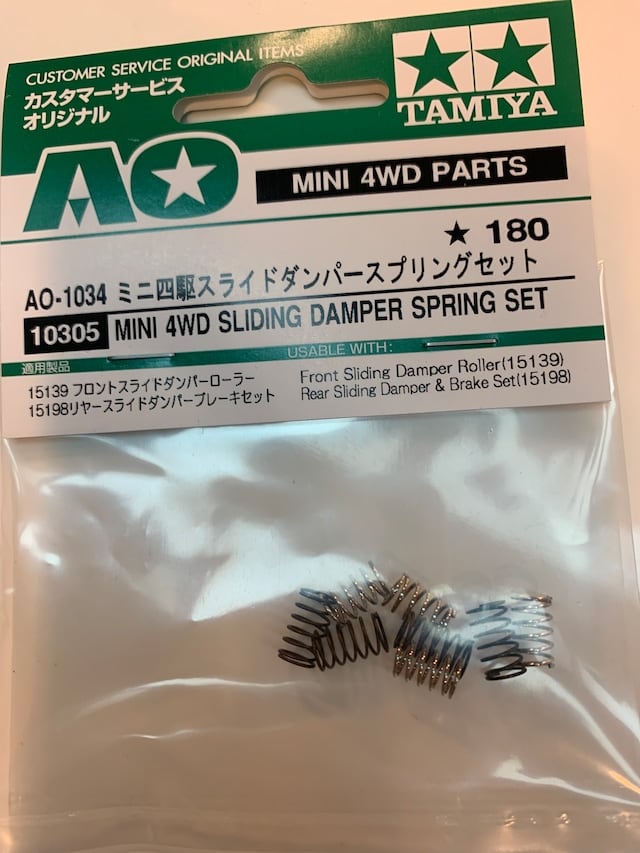 CUSTOMER SERVICE ORIGINAL ITEMS
カスタマーサービス
オリジナル
TAMIYA
AO
MINI 4WD PARTS
★ 180
AO-1034 ミニ四駆スライドダンパースプリングセット
10305 MINI 4WD SLIDING DAMPER SPRING SET
適用製品
USABLE WITH:
15139 フロントスライドダンパーローラー
15198リヤースライドダンパーブレーキセット
Front Sliding Damper Roller(15139)
Rear Sliding Damper & Brake Set(15198)